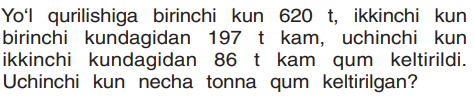 Yo‘l qurilishiga birinchi kun 620 t, ikkinchi kun
birinchi kundagidan 197 t kam, uchinchi kun
ikkinchi kundagidan 86 t kam qum keltirildi.
Uchinchi kun necha tonna qum keltirilgan?